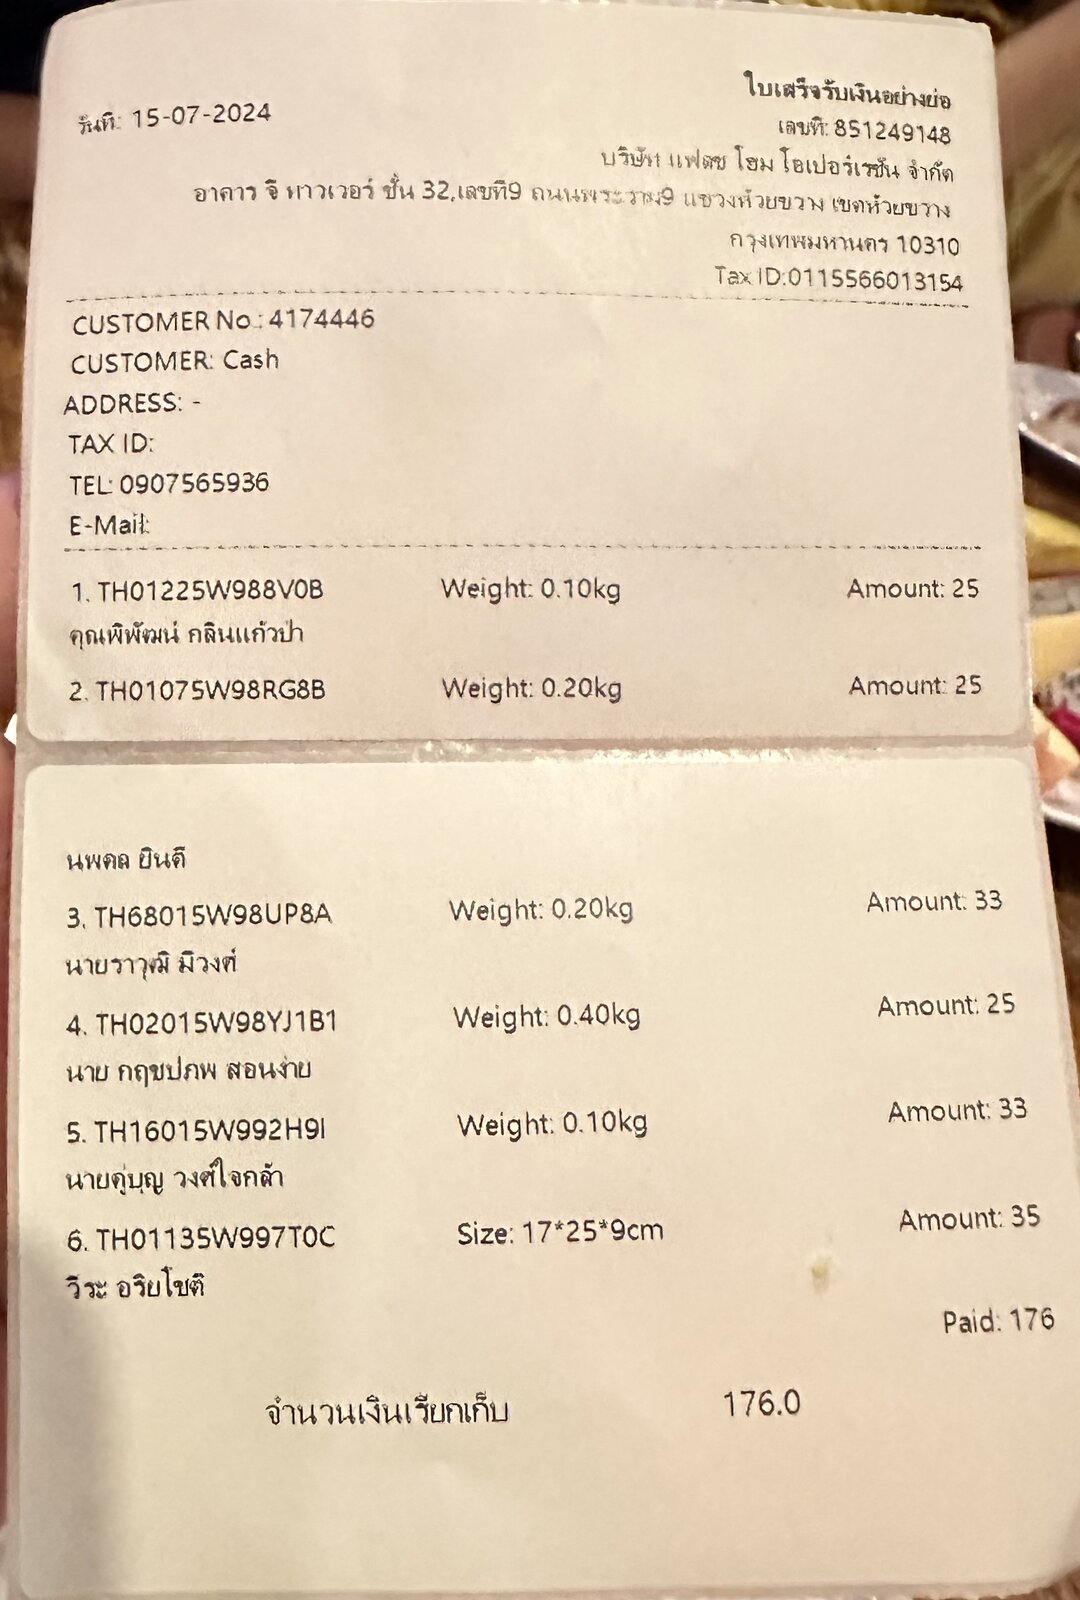 ใบเสร็จรับเงินอย่างย่อ
วันที่: 15-07-2024
เลขที่: 851249148
บริษัท แฟลช โฮม โอเปอร์เรชั่น จำกัด
อาคาร จี ทาวเวอร์ ชั้น 32,เลขที่9 ถนนพระราม9 แขวงห้วยขวาง เขตห้วยขวาง
กรุงเทพมหานคร 10310
Tax ID:0115566013154
CUSTOMER No.: 4174446
CUSTOMER: Cash
ADDRESS: -
TAX ID:
TEL: 0907565936
E-Mail:
1. TH01225W988V0B Weight: 0.10kg Amount: 25
คุณพิพัฒน์ กลิ่นแก้วป่า
2. TH01075W98RG8B Weight: 0.20kg Amount: 25
นพดล ยินดี
3. TH68015W98UP8A Weight: 0.20kg Amount: 33
นายราวุฒิ มีวงศ์
4. TH02015W98YJ1B1 Weight: 0.40kg Amount: 25
นาย กฤชปภพ สอนง่าย
5. TH16015W992H9I Weight: 0.10kg Amount: 33
นายคู่บุญ วงศ์ใจกล้า
6. TH01135W997T0C Size: 17*25*9cm Amount: 35
วีระ อริยโชติ
Paid: 176
จำนวนเงินเรียกเก็บ 176.0